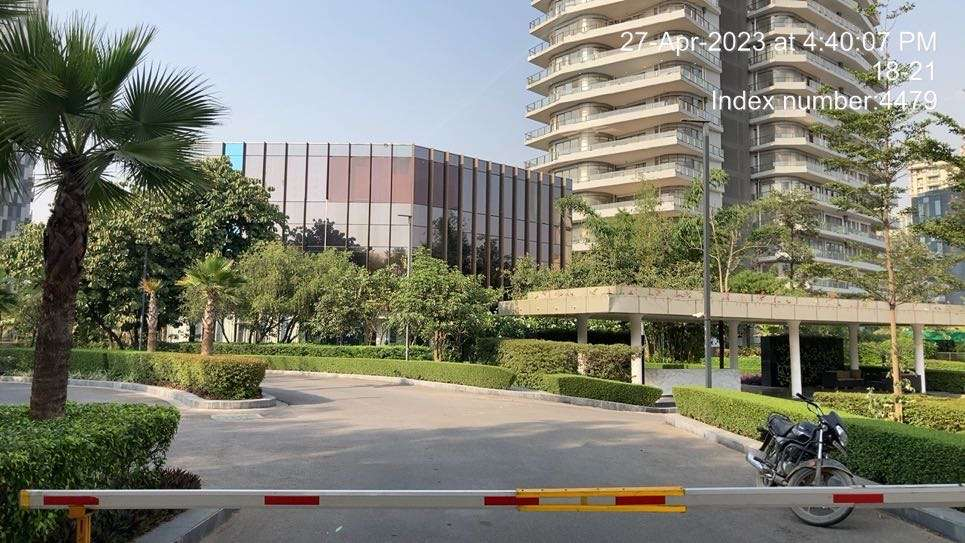 27-Apr-2023 at 4:40:07 PM
18-21
Index number: 4479